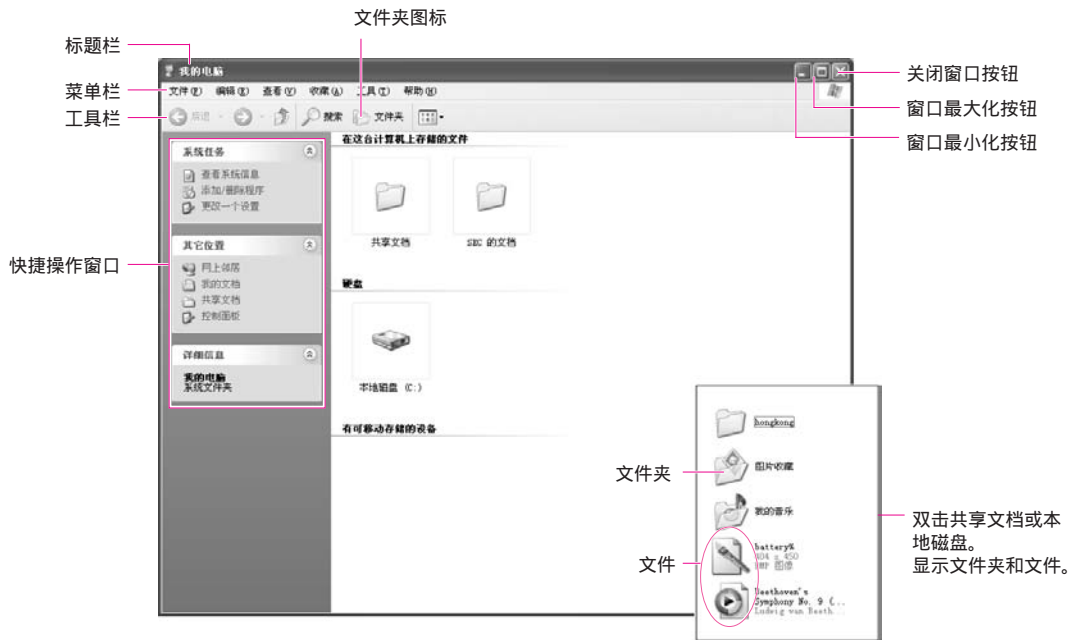 文件夹图标
标题栏
菜单栏
工具栏
快捷操作窗口
我的电脑
文件(F) 编辑(E) 查看(V) 收藏(A) 工具(T) 帮助(H)
后退 搜索 文件夹
系统任务
查看系统信息
添加/删除程序
更改一个设置
其它位置
网上邻居
我的文档
共享文档
控制面板
详细信息
我的电脑
系统文件夹
在这台计算机上存储的文件
共享文档 SEC 的文档
硬盘
本地磁盘 (C:)
有可移动存储的设备
关闭窗口按钮
窗口最大化按钮
窗口最小化按钮
hongkong
图片收藏
我的音乐
battery%
404 x 450
BMP 图像
Beethoven's
Symphony No. 9 (...
Ludwig van Beeth...
文件夹
文件
双击共享文档或本
地磁盘。
显示文件夹和文件。